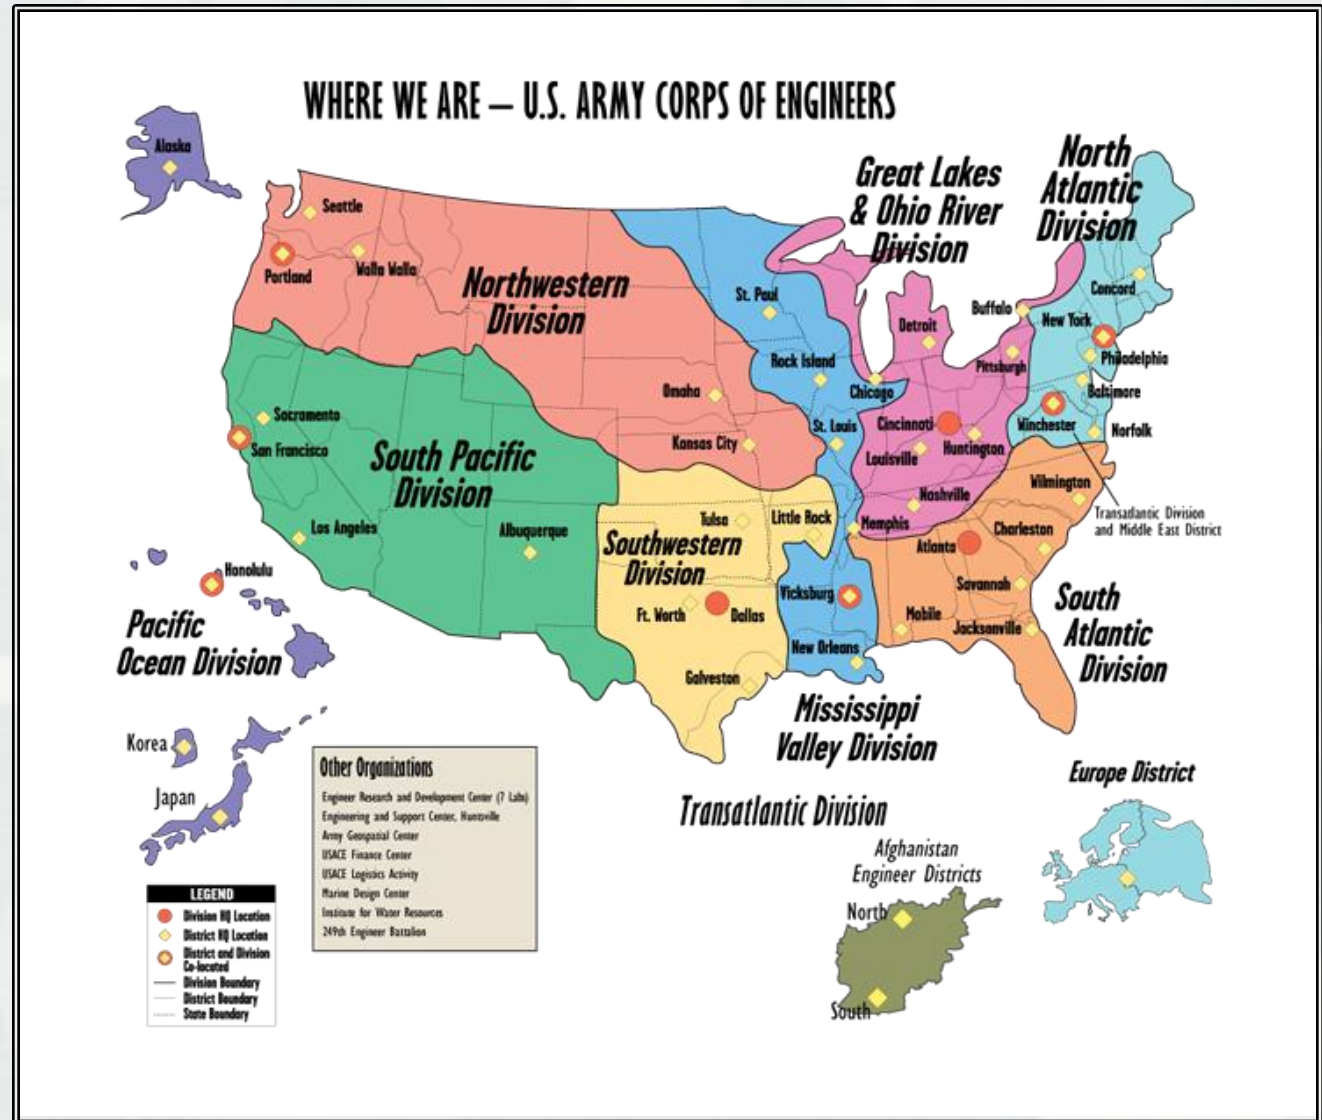 WHERE WE ARE – U.S. ARMY CORPS OF ENGINEERS
Alaska
Seattle
Portland
Walla Walla
Northwestern
Division
Omaha
Kansas City
St. Paul
Rock Island
St. Louis
Great Lakes
& Ohio River
Division
Detroit
Chicago
Buffalo
Pittsburgh
Cincinnati
Huntington
Louisville
Nashville
North
Atlantic
Division
Concord
New York
Philadelphia
Baltimore
Winchester
Norfolk
Transatlantic Division
and Middle East District
Sacramento
San Francisco
South Pacific
Division
Los Angeles
Albuquerque
Tulsa
Little Rock
Southwestern
Division
Ft. Worth
Dallas
Galveston
Memphis
Vicksburg
New Orleans
Mississippi
Valley Division
Wilmington
Charleston
Atlanta
Savannah
Mobile
Jacksonville
South
Atlantic
Division
Honolulu
Pacific
Ocean Division
Korea
Japan
Other Organizations
Engineer Research and Development Center (7 Labs)
Engineering and Support Center, Huntsville
Army Geospatial Center
USACE Finance Center
USACE Logistics Activity
Marine Design Center
Institute for Water Resources
249th Engineer Battalion
LEGEND
Division HQ Location
District HQ Location
District and Division
Co-located
Division Boundary
District Boundary
State Boundary
Transatlantic Division
Afghanistan
Engineer Districts
North
South
Europe District